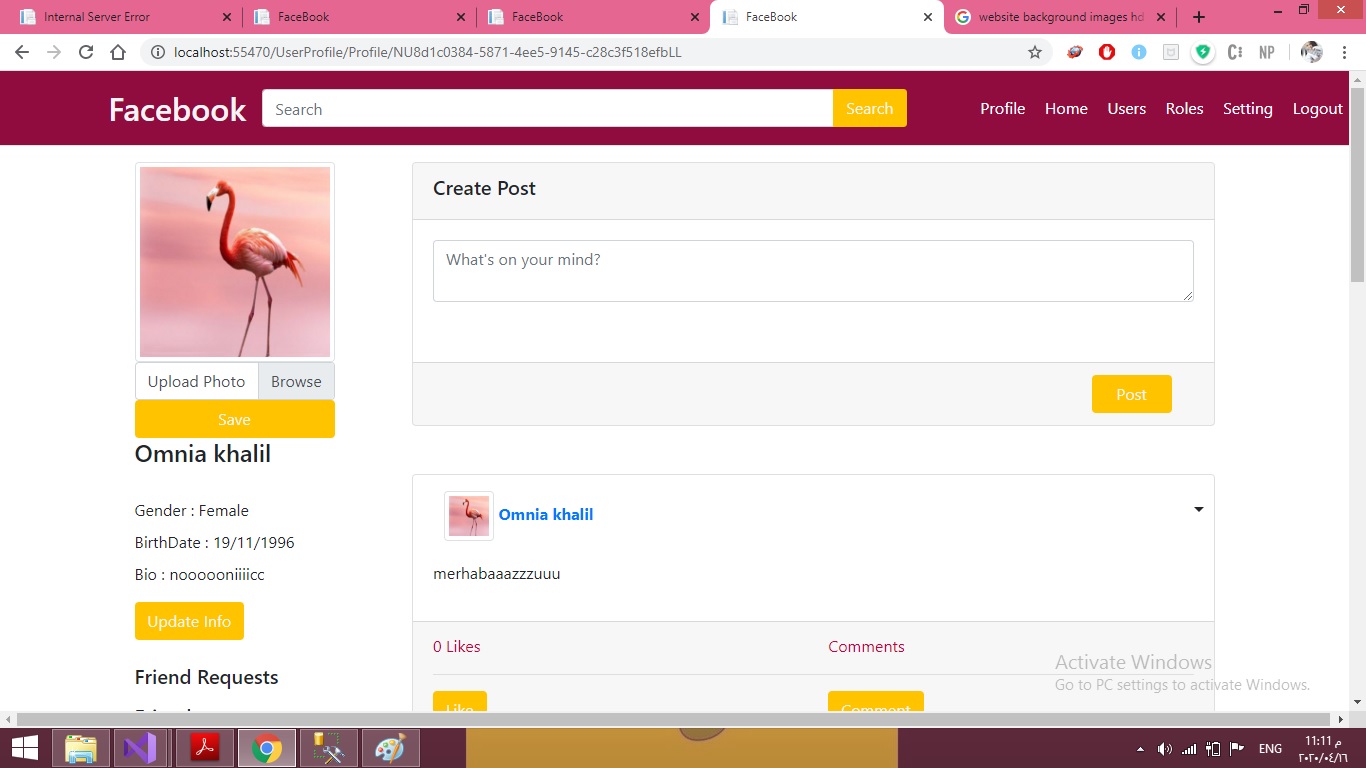 Internal Server Error
FaceBook
FaceBook
FaceBook
website background images hd
localhost:55470/UserProfile/Profile/NU8d1c0384-5871-4ee5-9145-c28c3f518efbLL
NP
Facebook
Search
Search
Profile
Home
Users
Roles
Setting
Logout
Upload Photo
Browse
Save
Omnia khalil
Gender : Female
BirthDate : 19/11/1996
Bio : noooooniiiicc
Update Info
Friend Requests
Create Post
What's on your mind?
Post
Omnia khalil
merhabaaazzzuuu
0 Likes
Comments
Like
Comment
Activate Windows
Go to PC settings to activate Windows.
ENG
11:11 م
٢٠٢٠/٠٤/١٦